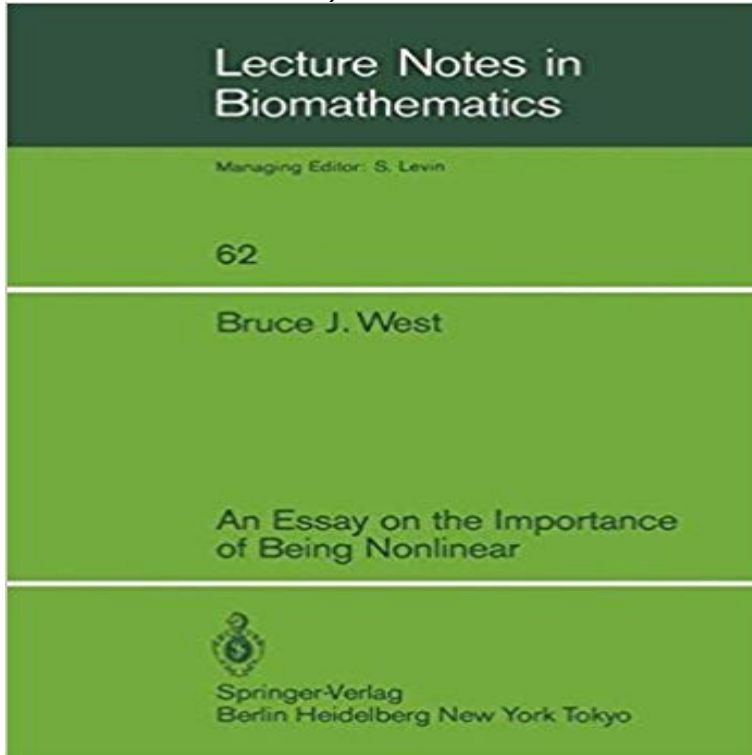 Lecture Notes in
Biomathematics
Managing Editor: S. Levin
62
Bruce J. West
An Essay on the Importance
of Being Nonlinear
Springer-Verlag
Berlin Heidelberg New York Tokyo